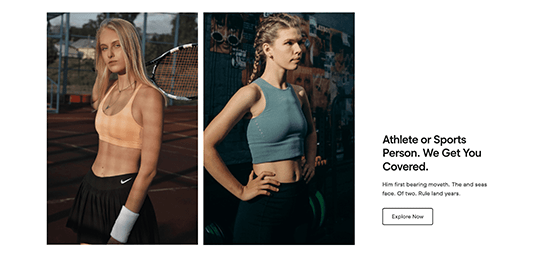 Athlete or Sports
Person. We Get You
Covered.
Him first bearing moveth. The and seas
face. Of two. Rule land years.
Explore Now